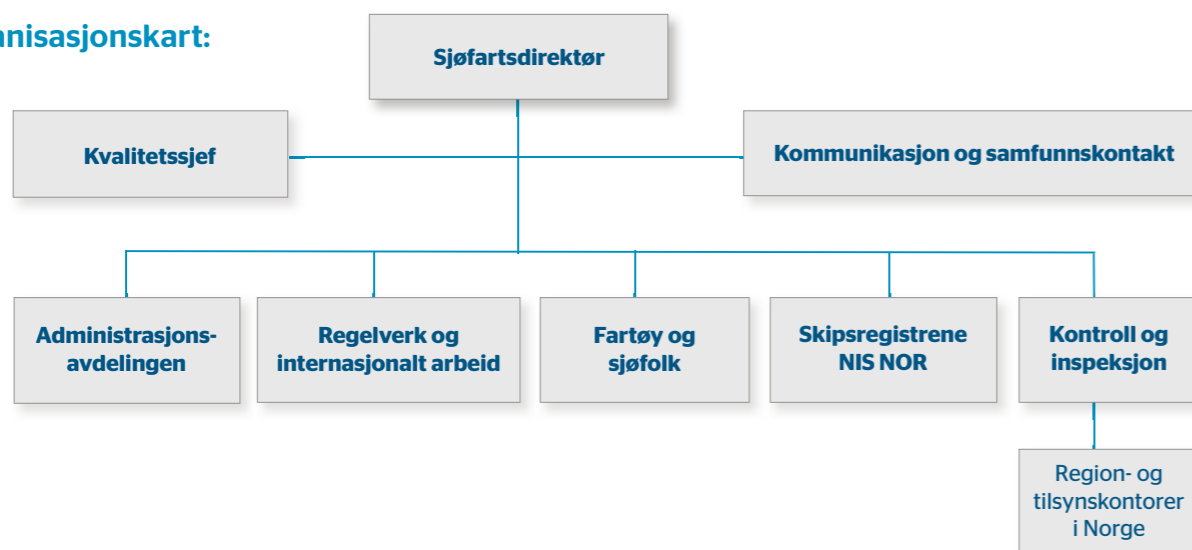 nisasjonskart:
Sjøfartsdirektør
Kvalitetssjef
Kommunikasjon og samfunnskontakt
Administrasjons-
avdelingen
Regelverk og
internasjonalt arbeid
Fartøy og
sjøfolk
Skipsregistrene
NIS NOR
Kontroll og
inspeksjon
Region- og
tilsynskontorer
i Norge